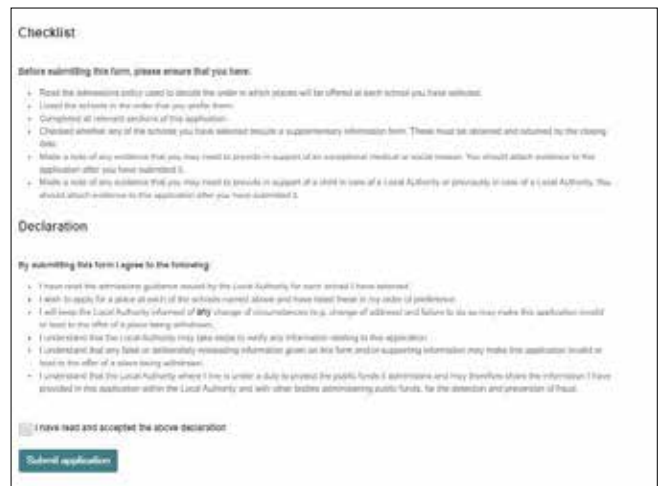 Checklist
Before submitting this form, please ensure that you have:
Read the admissions policy used to decide the order in which places will be offered at each school you have selected.
Listed the schools in the order that you prefer them.
Completed all relevant sections of this application.
Checked whether any of the schools you have selected require a supplementary information form. These must be obtained and returned by the closing
date.
Made a note of any evidence that you may need to provide in support of an exceptional medical or social reason. You should attach evidence to this
application after you have submitted it.
Made a note of any evidence that you may need to provide in support of a child in care of a Local Authority or previously in care of a Local Authority. You
should attach evidence to this application after you have submitted it.
Declaration
By submitting this form I agree to the following:
I have read the admissions guidance issued by the Local Authority for each school I have selected.
I wish to apply for a place at each of the schools named above and have listed these in my order of preference.
I will keep the Local Authority informed of any change of circumstances (e.g. change of address) and failure to do so may make this application invalid
or lead to the offer of a place being withdrawn.
I understand that the Local Authority may take steps to verify any information relating to this application.
I understand that any false or deliberately misleading information given on this form and/or supporting information may make this application invalid or
lead to the offer of a place being withdrawn.
I understand that the Local Authority where I live is under a duty to protect the public funds it administers and may therefore share the information I have
provided in this application within the Local Authority and with other bodies administering public funds, for the detection and prevention of fraud.
I have read and accepted the above declaration
Submit application